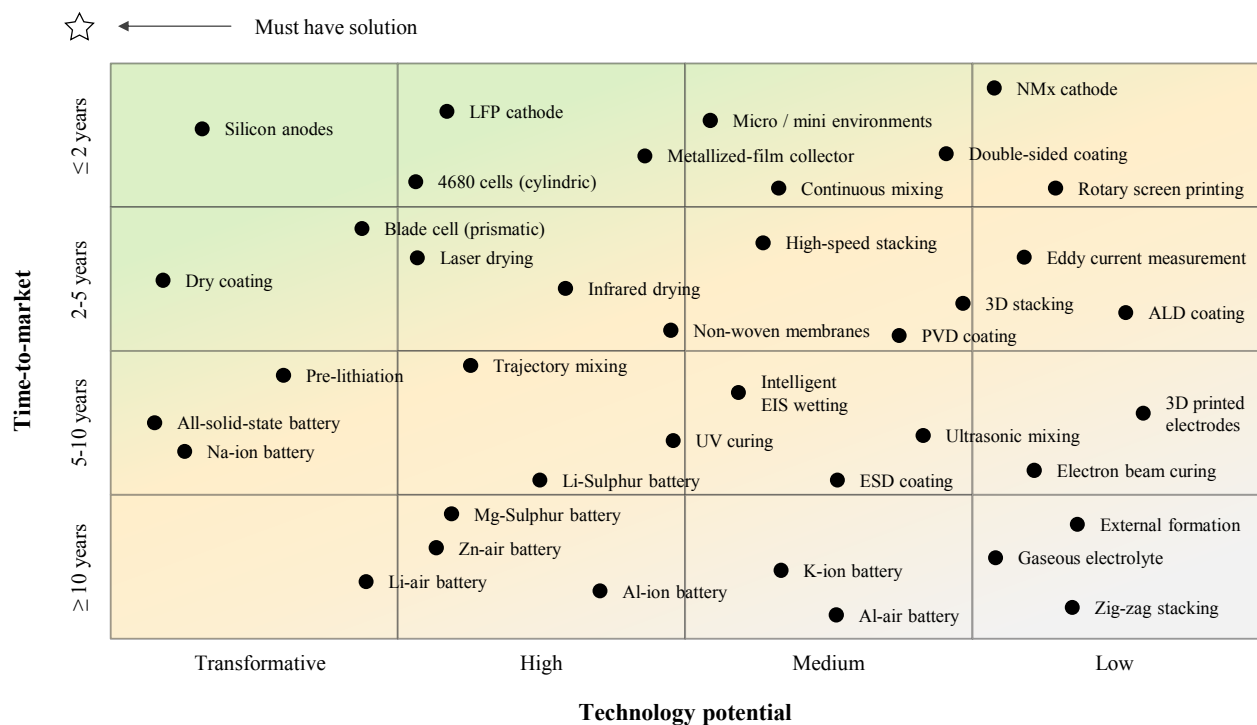 Must have solution
Time-to-market
≤ 2 years
Silicon anodes
LFP cathode
4680 cells (cylindric)
Metallized-film collector
Micro / mini environments
Double-sided coating
Continuous mixing
NMx cathode
Rotary screen printing
2-5 years
Dry coating
Blade cell (prismatic)
Laser drying
Infrared drying
Non-woven membranes
High-speed stacking
3D stacking
PVD coating
Eddy current measurement
ALD coating
5-10 years
Pre-lithiation
All-solid-state battery
Na-ion battery
Trajectory mixing
UV curing
Li-Sulphur battery
Intelligent
EIS wetting
Ultrasonic mixing
ESD coating
3D printed
electrodes
Electron beam curing
≥ 10 years
Li-air battery
Mg-Sulphur battery
Zn-air battery
Al-ion battery
K-ion battery
Al-air battery
External formation
Gaseous electrolyte
Zig-zag stacking
Transformative
High
Medium
Low
Technology potential